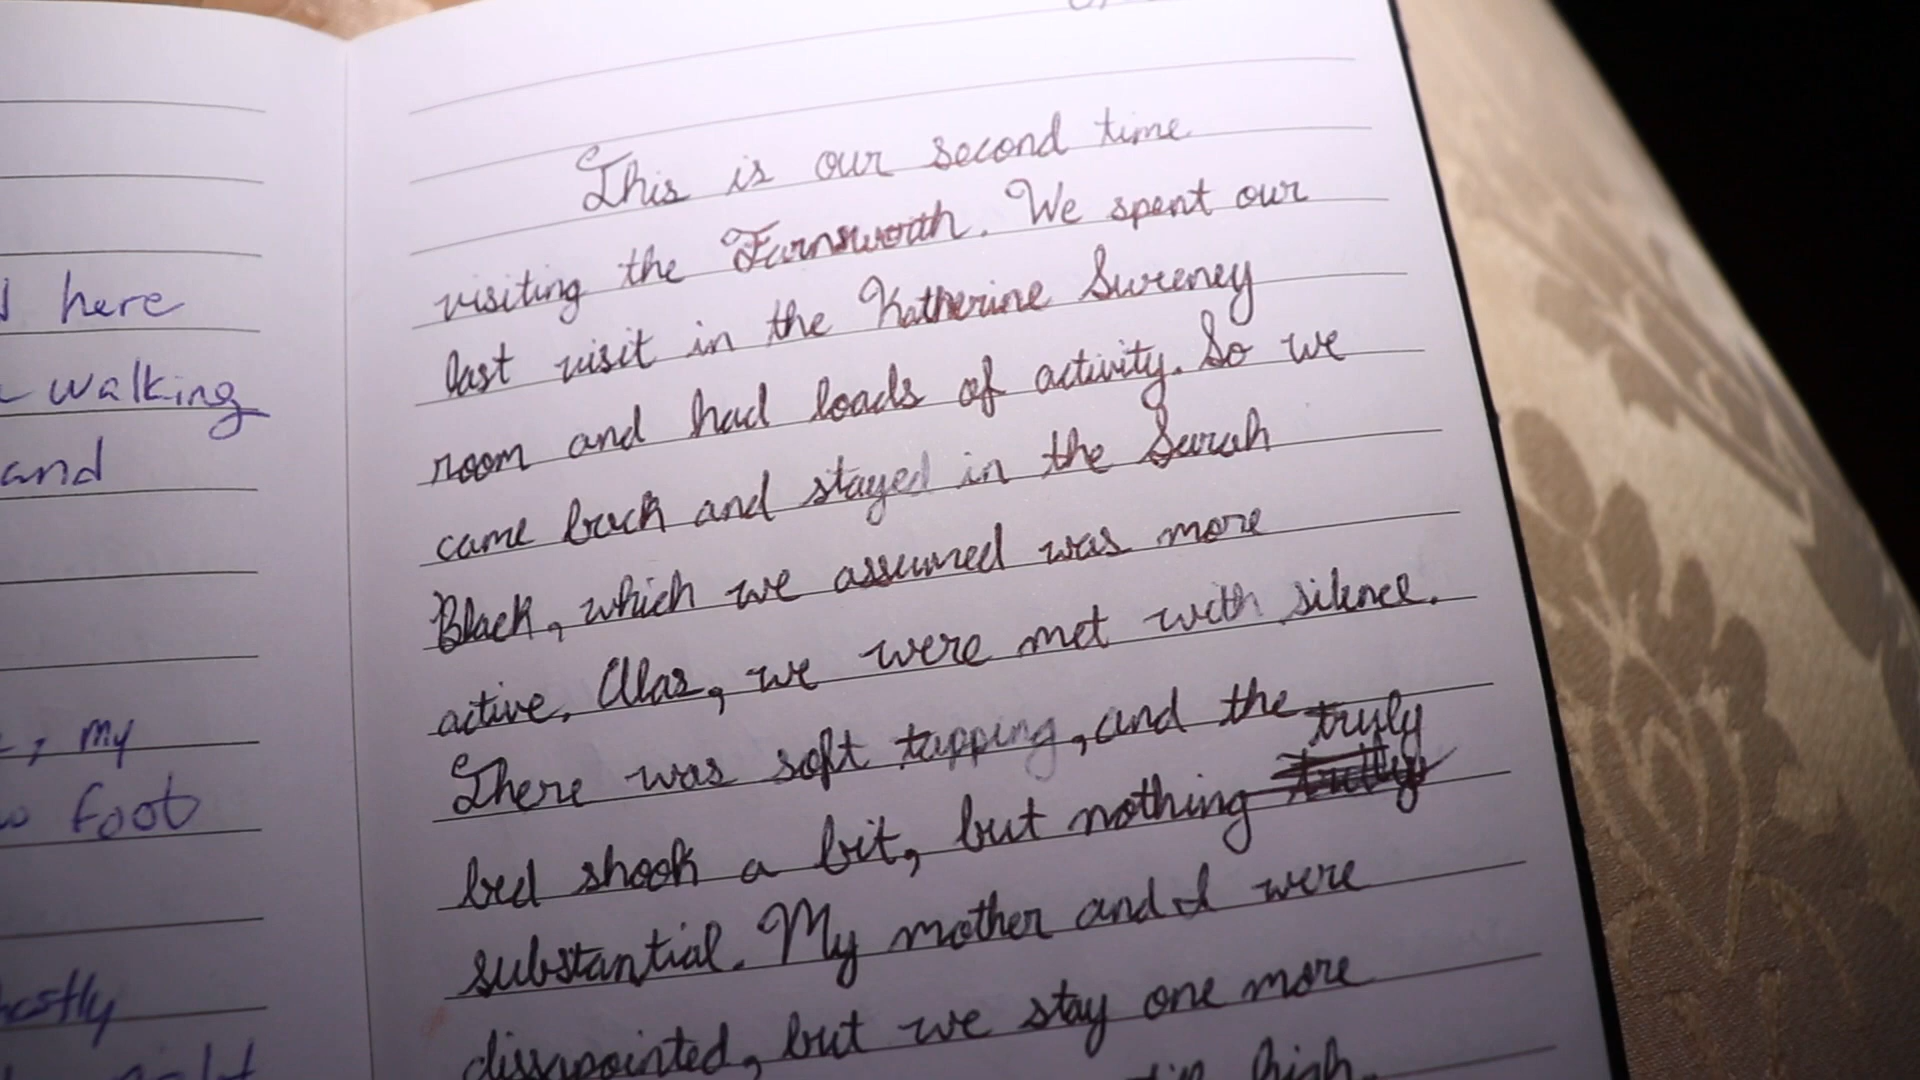 here
walking
and
, my
foot
This is our second time
visiting the Farnsworth. We spent our
last visit in the Katherine Sweeney
room and had loads of activity. So we
came back and stayed in the Sarah
Black, which we assumed was more
active. Alas, we were met with silence.
There was soft tapping, and the truly
bed shook a bit, but nothing
substantial. My mother and I were
dissapointed, but we stay one more
high.